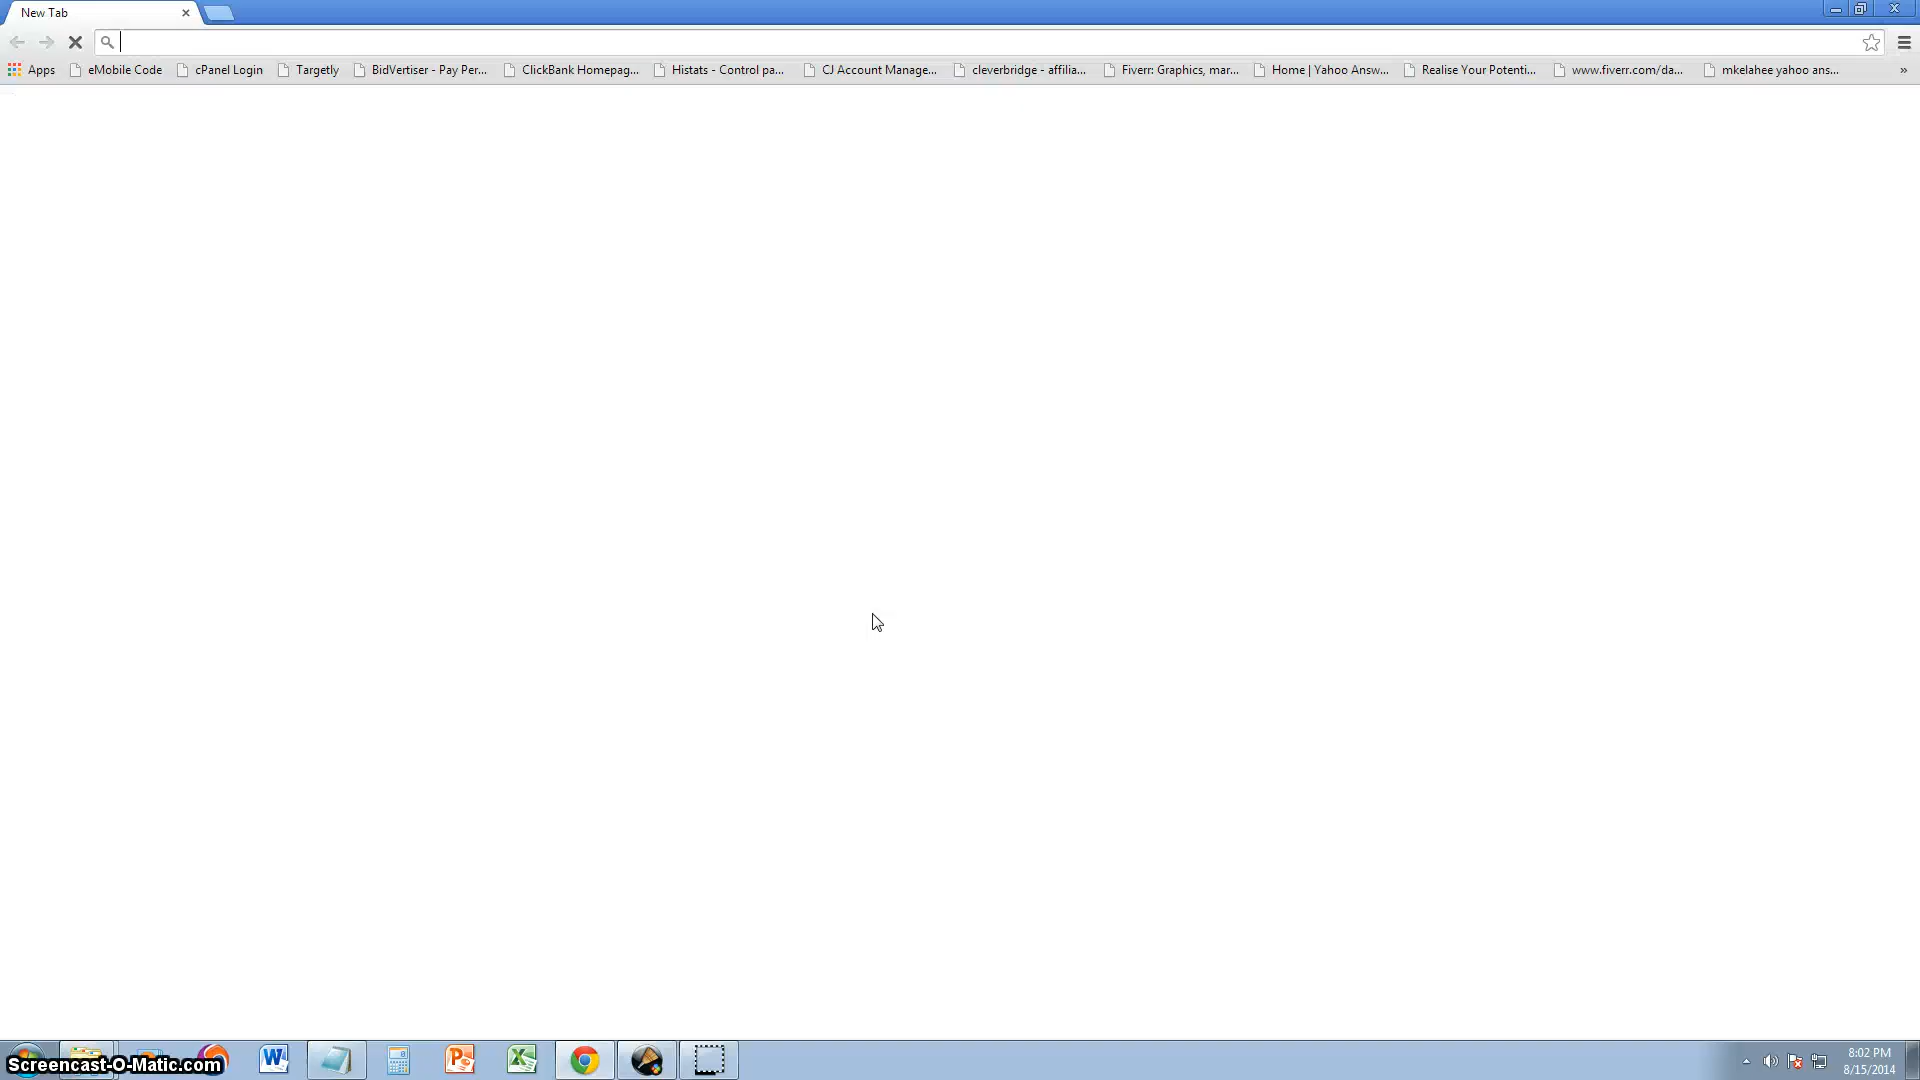 New Tab
Apps eMobile Code cPanel Login Targetly BidVertiser - Pay Per... ClickBank Homepag... Histats - Control pa... CJ Account Manage... cleverbridge - affilia... Fiverr: Graphics, mar... Home | Yahoo Answ... Realise Your Potenti... www.fiverr.com/da... mkelahee yahoo ans... »
Screencast-O-Matic.com
8:02 PM
8/15/2014